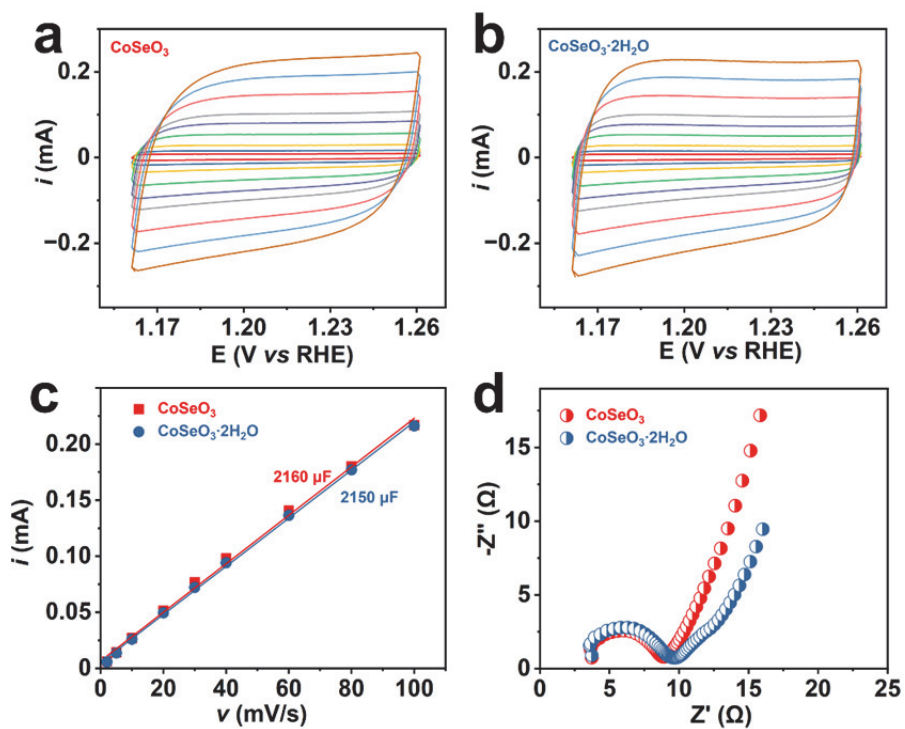 a
CoSeO₃
i (mA)
0.2
0
−0.2
1.17 1.20 1.23 1.26
E (V vs RHE)
b
CoSeO₃·2H₂O
i (mA)
0.2
0
−0.2
1.17 1.20 1.23 1.26
E (V vs RHE)
c
CoSeO₃
CoSeO₃·2H₂O
2160 μF
2150 μF
i (mA)
0.20
0.15
0.10
0.05
0.00
0 20 40 60 80 100
v (mV/s)
d
CoSeO₃
CoSeO₃·2H₂O
-Z'' (Ω)
15
10
5
0
0 5 10 15 20 25
Z' (Ω)